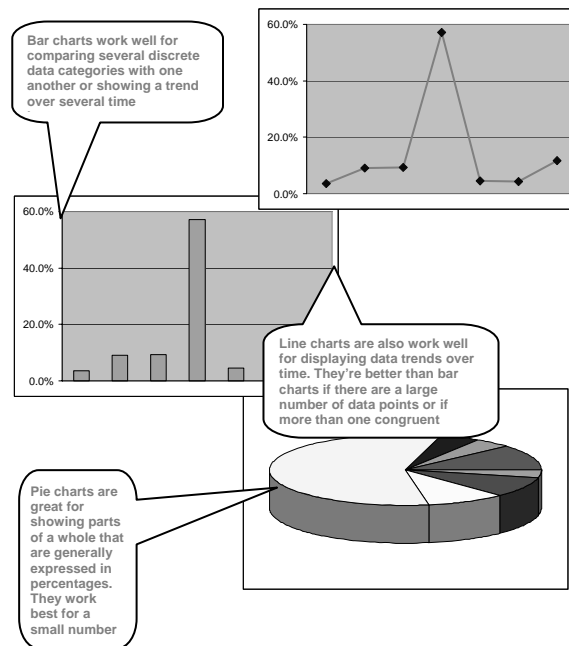 Bar charts work well for
comparing several discrete
data categories with one
another or showing a trend
over several time
60.0%
40.0%
20.0%
0.0%
60.0%
40.0%
20.0%
0.0%
Line charts are also work well
for displaying data trends over
time. They're better than bar
charts if there are a large
number of data points or if
more than one congruent
Pie charts are
great for
showing parts
of a whole that
are generally
expressed in
percentages.
They work
best for a
small number